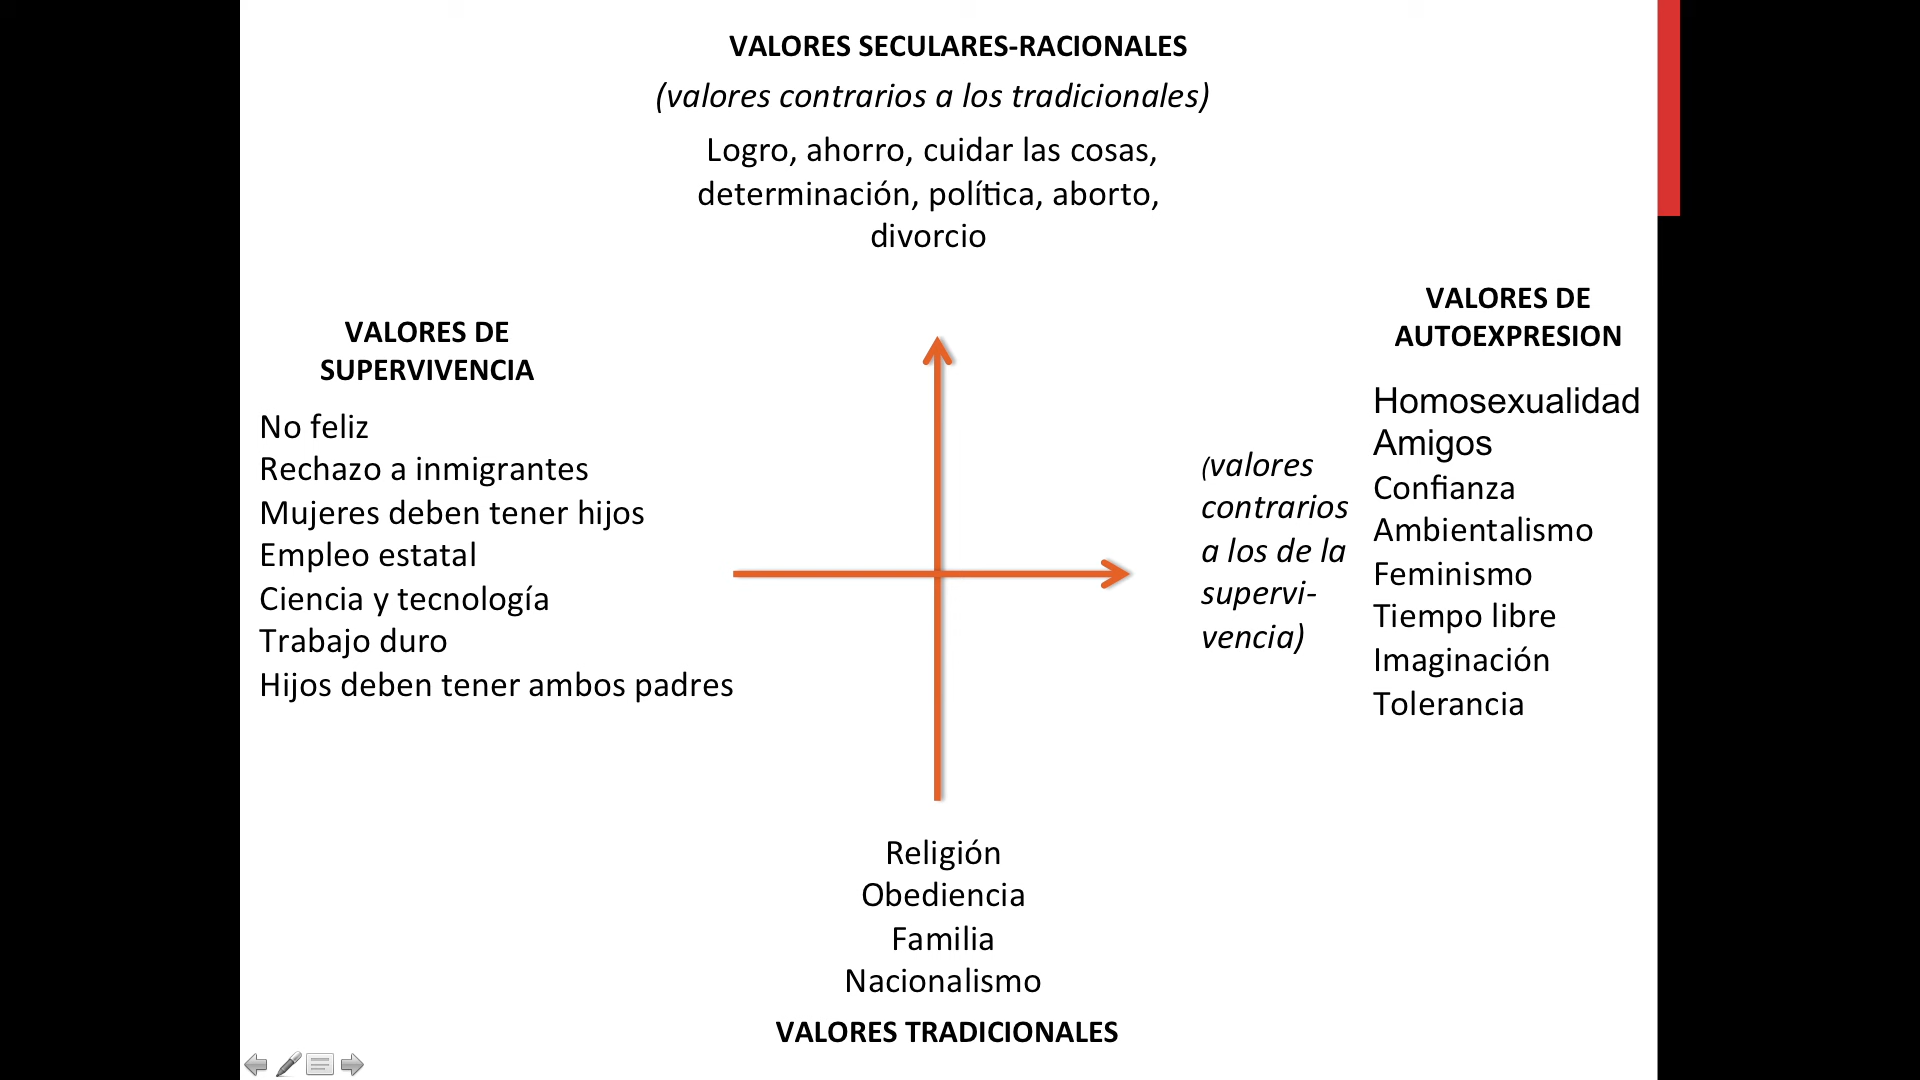 VALORES SECULARES-RACIONALES
(valores contrarios a los tradicionales)
Logro, ahorro, cuidar las cosas,
determinación, política, aborto,
divorcio
VALORES DE
SUPERVIVENCIA
No feliz
Rechazo a inmigrantes
Mujeres deben tener hijos
Empleo estatal
Ciencia y tecnología
Trabajo duro
Hijos deben tener ambos padres
(valores
contrarios
a los de la
supervi-
vencia)
VALORES DE
AUTOEXPRESION
Homosexualidad
Amigos
Confianza
Ambientalismo
Feminismo
Tiempo libre
Imaginación
Tolerancia
Religión
Obediencia
Familia
Nacionalismo
VALORES TRADICIONALES